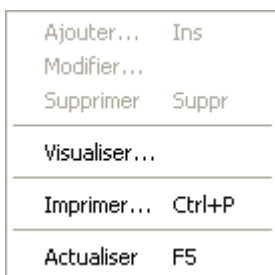 Ajouter... Ins
Modifier...
Supprimer Suppr
Visualiser...
Imprimer... Ctrl+P
Actualiser F5